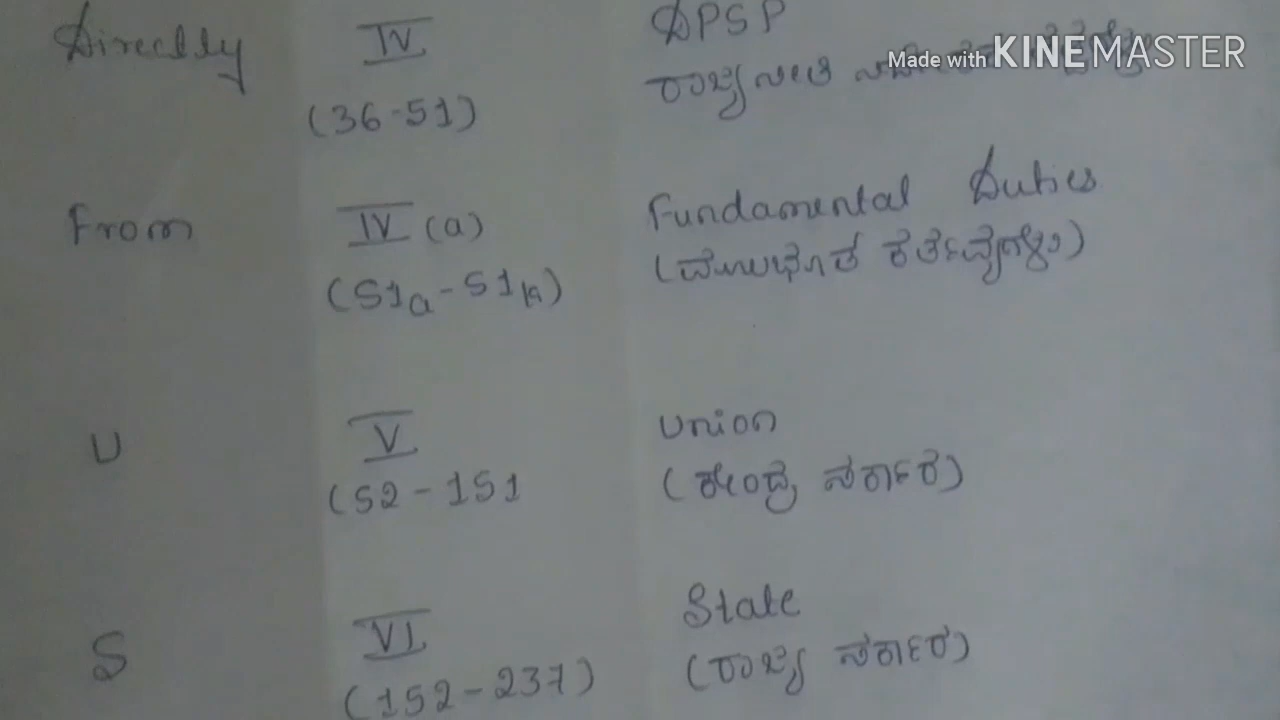 Directly IV DPSP
Made with KINEMASTER
(36-51) ರಾಜ್ಯ ನೀತಿ
From IV (a) Fundamental Duties
(51a - 51k) (ಮೂಲಭೂತ ಕರ್ತವ್ಯಗಳು)
U V Union
(52 - 151 (ಕೇಂದ್ರ ಸರ್ಕಾರ)
S VI State
(152 - 237) (ರಾಜ್ಯ ಸರ್ಕಾರ)